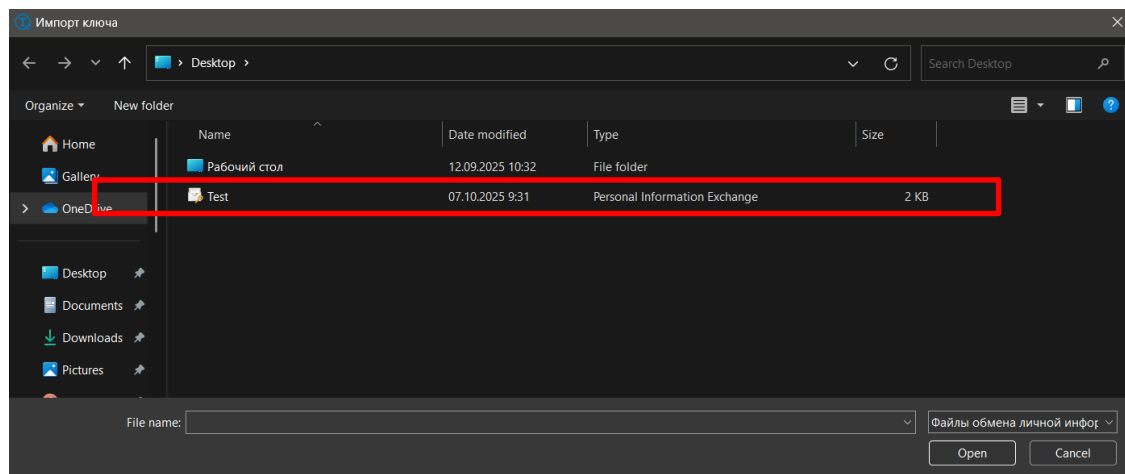 Импорт ключа
Desktop
Search Desktop
Organize
New folder
Name Date modified Type Size
Home
Рабочий стол 12.09.2025 10:32 File folder
Gallery
Test 07.10.2025 9:31 Personal Information Exchange 2 KB
OneDrive
Desktop
Documents
Downloads
Pictures
File name:
Файлы обмена личной инфор
Open Cancel